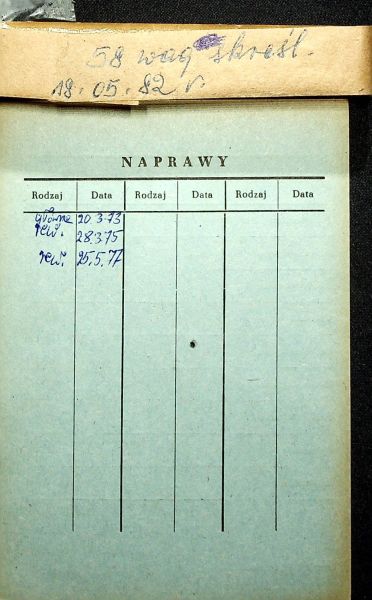 58 wag skreśl.
18.05.82 r.
NAPRAWY
Rodzaj Data Rodzaj Data Rodzaj Data
główna 20.3.73
rew. 28.3.75
rew. 25.5.77